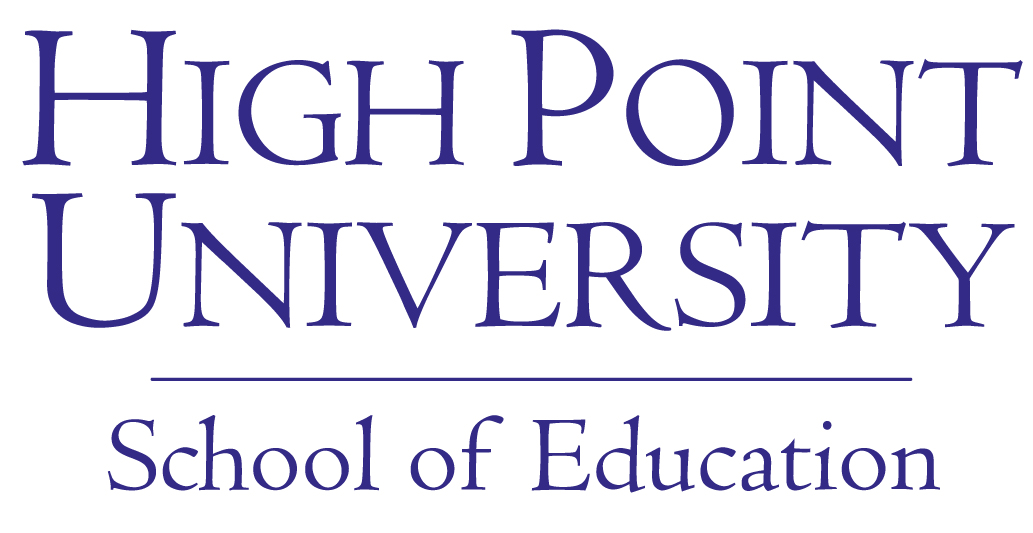 HIGH POINT
UNIVERSITY
School of Education